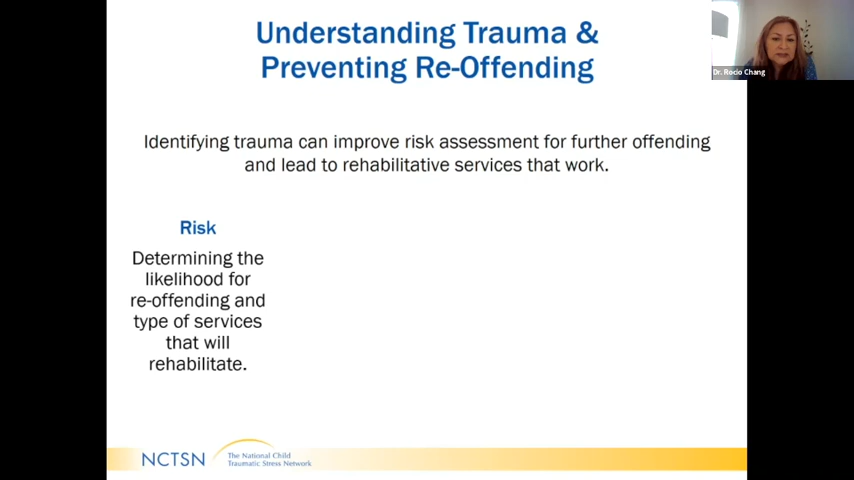 Understanding Trauma &
Preventing Re-Offending
Dr. Rocio Chang
Identifying trauma can improve risk assessment for further offending
and lead to rehabilitative services that work.
Risk
Determining the
likelihood for
re-offending and
type of services
that will
rehabilitate.
NCTSN
The National Child
Traumatic Stress Network